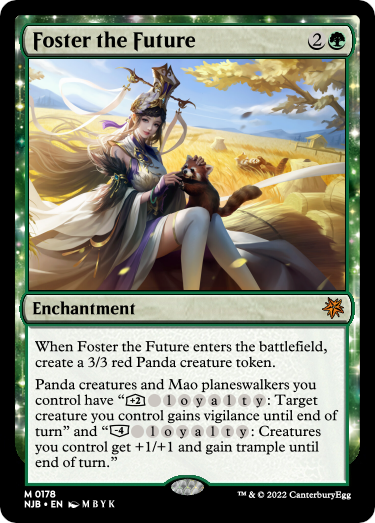 Foster the Future 2
Enchantment
When Foster the Future enters the battlefield,
create a 3/3 red Panda creature token.
Panda creatures and Mao planeswalkers you
control have “+2 l o y a l t y: Target
creature you control gains vigilance until end of
turn” and “-4 l o y a l t y: Creatures
you control get +1/+1 and gain trample until
end of turn.”
M 0178
NJB • EN MBYK
™ & © 2022 CanterburyEgg